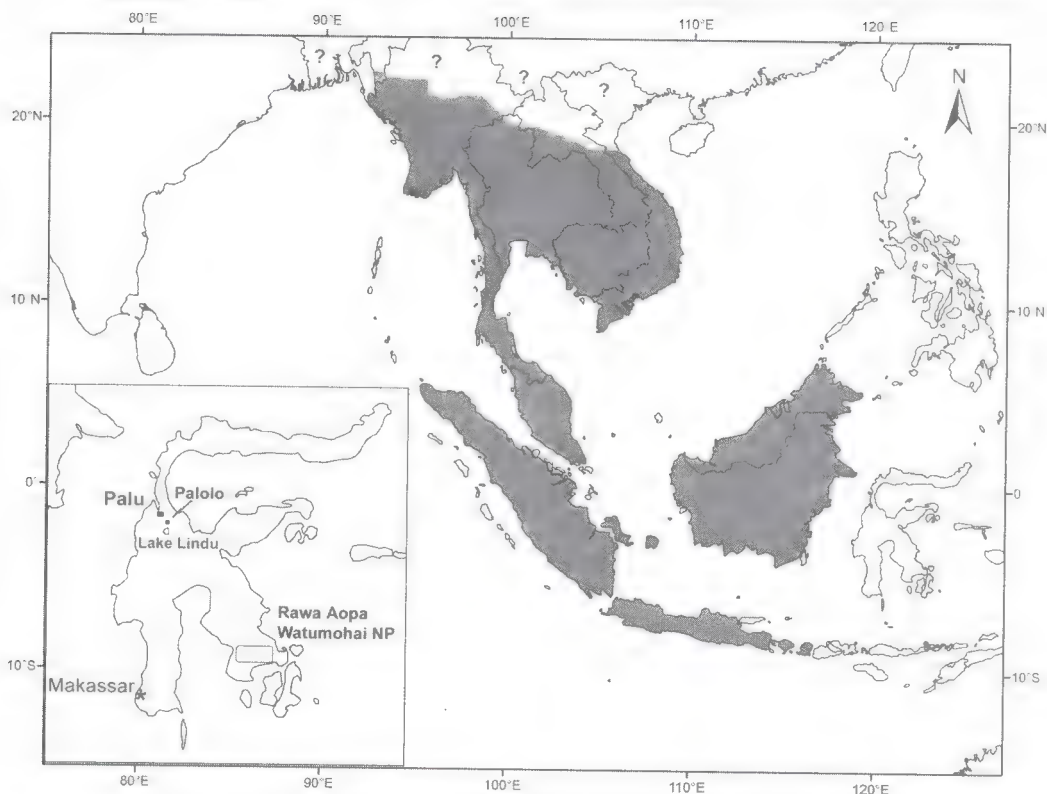 80°E 90°E 100°E 110°E 120°E
? ? ? ?
N
20°N 20°N
10 N 10°N
0° 0
Palu Palolo
Lake Lindu
Rawa Aopa
Watumohai NP
10°S 10°S
Makassar
80°E 90°E 100°E 110°E 120°E